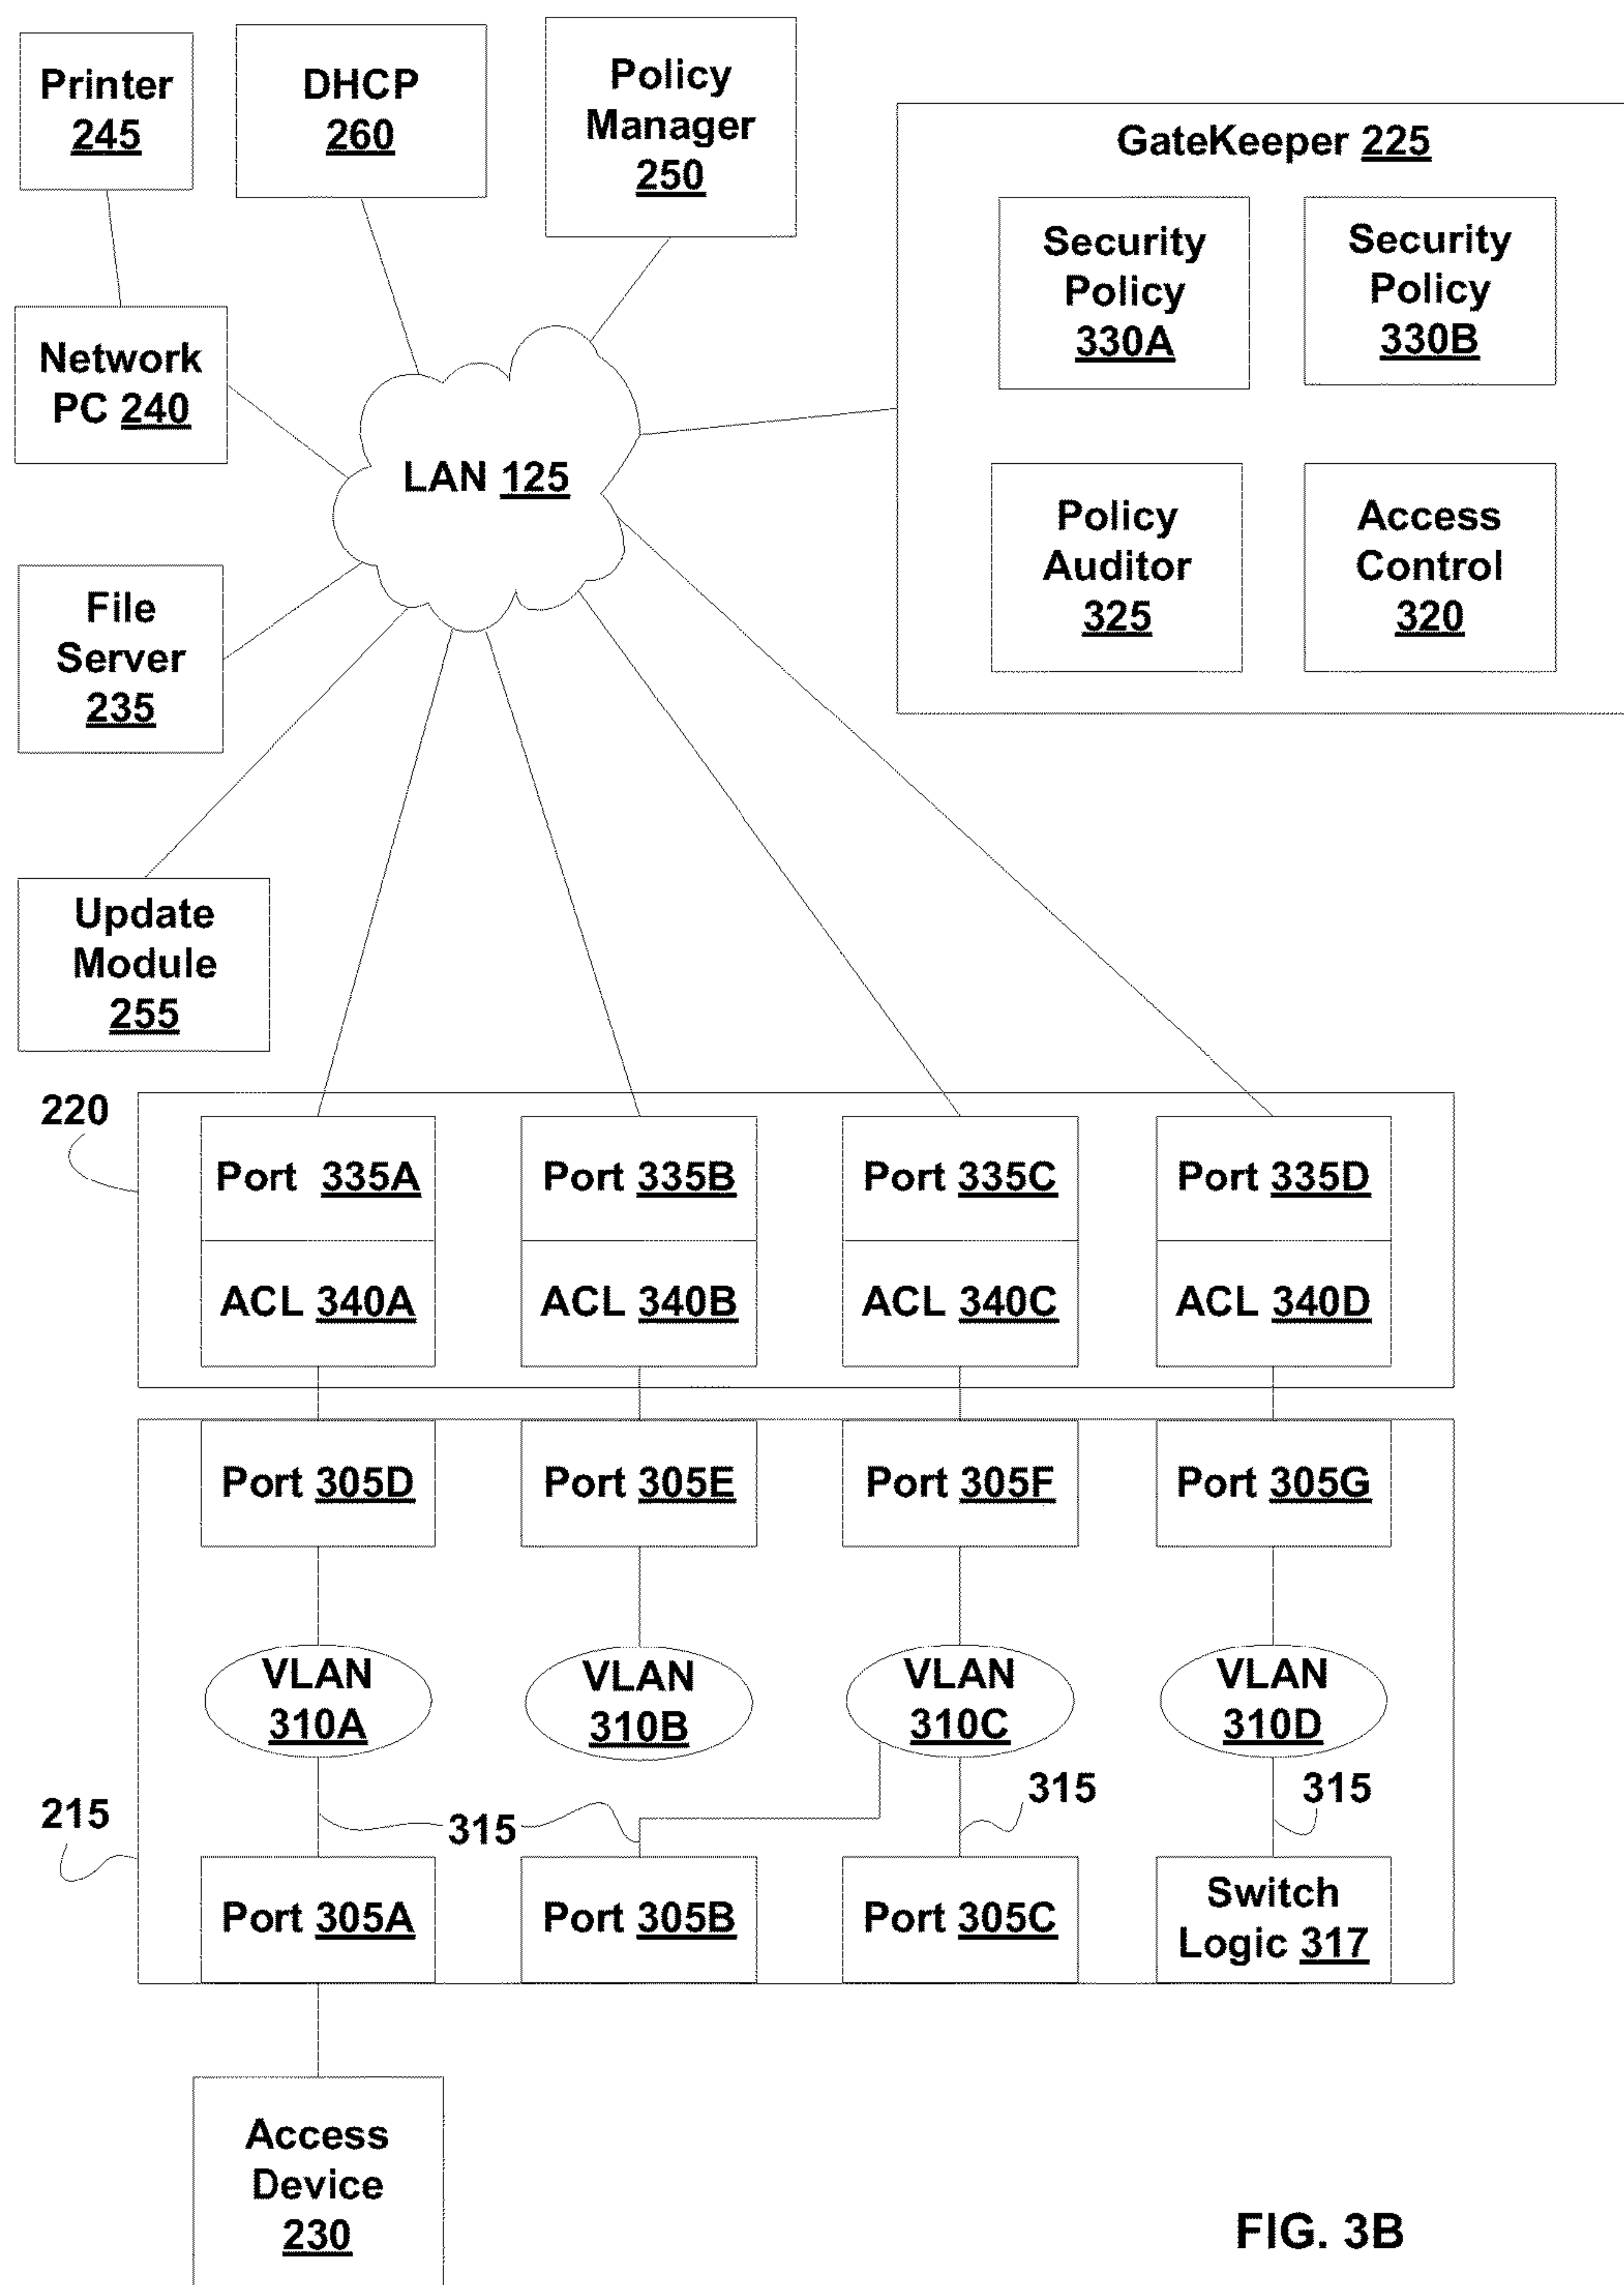 Printer
245
DHCP
260
Policy
Manager
250
GateKeeper 225
Security
Policy
330A
Security
Policy
330B
Network
PC 240
LAN 125
Policy
Auditor
325
Access
Control
320
File
Server
235
Update
Module
255
220
Port 335A
Port 335B
Port 335C
Port 335D
ACL 340A
ACL 340B
ACL 340C
ACL 340D
Port 305D
Port 305E
Port 305F
Port 305G
VLAN
310A
VLAN
310B
VLAN
310C
VLAN
310D
215
315
315
315
Port 305A
Port 305B
Port 305C
Switch
Logic 317
Access
Device
230
FIG. 3B